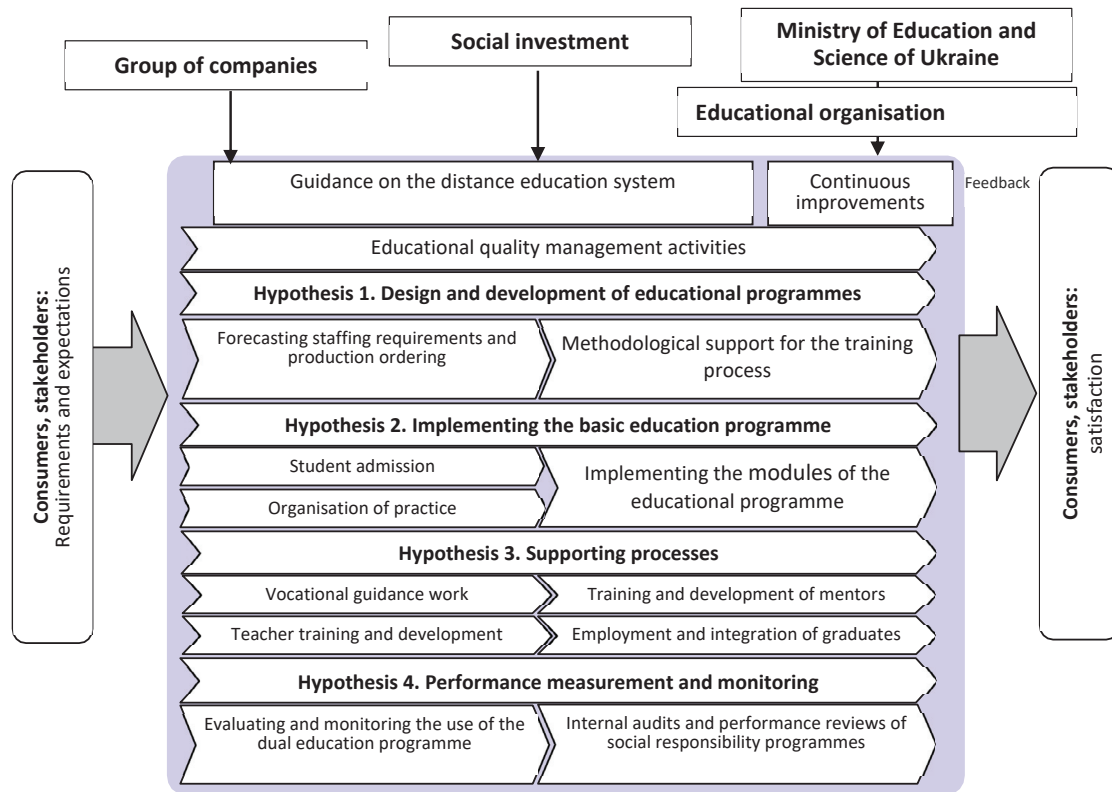 Group of companies
Social investment
Ministry of Education and
Science of Ukraine
Educational organisation
Consumers, stakeholders:
Requirements and expectations
Guidance on the distance education system
Continuous
improvements
Feedback
Consumers, stakeholders:
satisfaction
Educational quality management activities
Hypothesis 1. Design and development of educational programmes
Forecasting staffing requirements and
production ordering
Methodological support for the training
process
Hypothesis 2. Implementing the basic education programme
Student admission
Organisation of practice
Implementing the modules of the
educational programme
Hypothesis 3. Supporting processes
Vocational guidance work
Training and development of mentors
Teacher training and development
Employment and integration of graduates
Hypothesis 4. Performance measurement and monitoring
Evaluating and monitoring the use of the
dual education programme
Internal audits and performance reviews of
social responsibility programmes